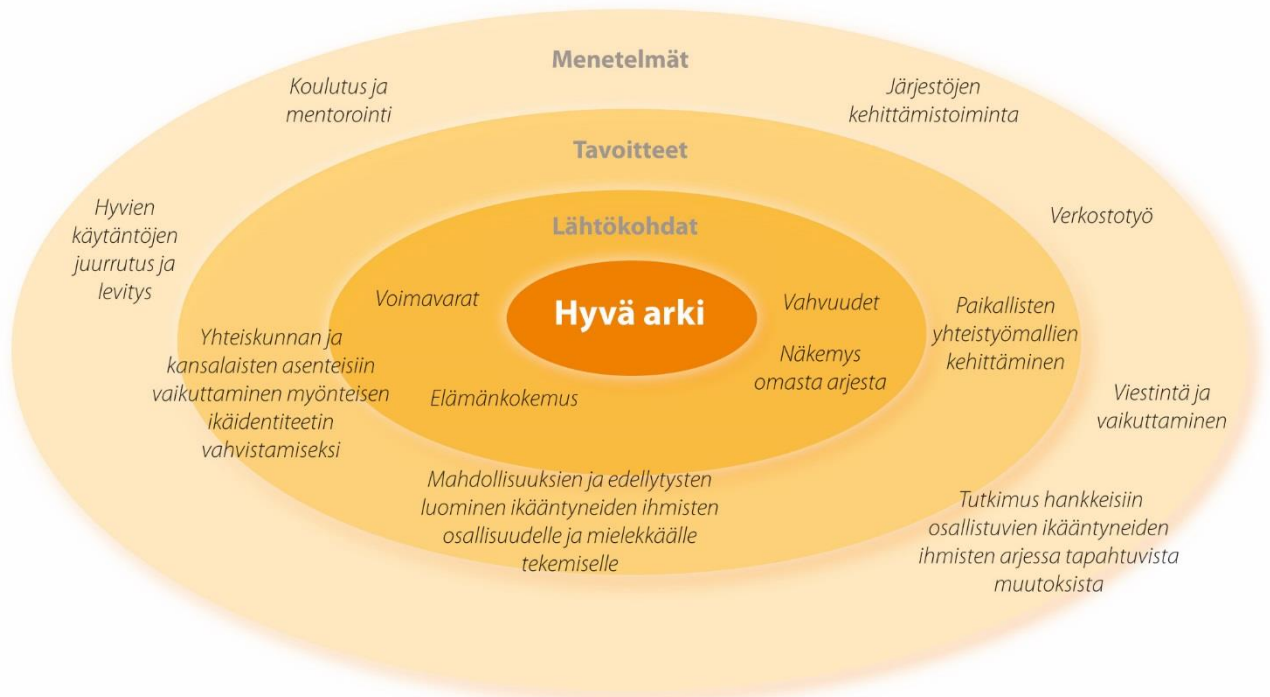 Menetelmät
Koulutus ja
mentorointi
Järjestöjen
kehittämistoiminta
Tavoitteet
Hyvien
käytäntöjen
juurrutus ja
levitys
Verkostotyö
Lähtökohdat
Voimavarat
Hyvä arki
Vahvuudet
Näkemys
omasta arjesta
Elämänkokemus
Paikallisten
yhteistyömallien
kehittäminen
Yhteiskunnan ja
kansalaisten asenteisiin
vaikuttaminen myönteisen
ikäidentiteetin
vahvistamiseksi
Viestintä ja
vaikuttaminen
Mahdollisuuksien ja edellytysten
luominen ikääntyneiden ihmisten
osallisuudelle ja mielekkäälle
tekemiselle
Tutkimus hankkeisiin
osallistuvien ikääntyneiden
ihmisten arjessa tapahtuvista
muutoksista